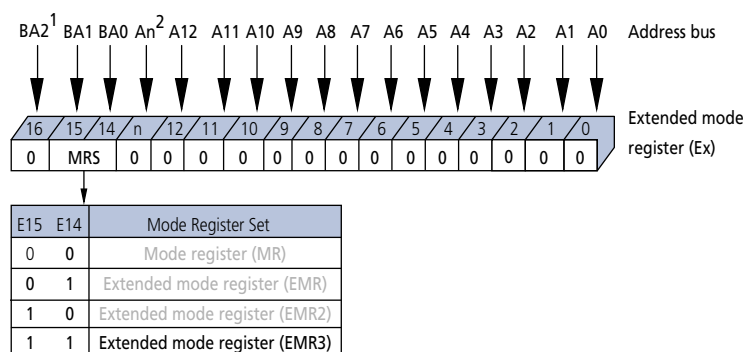 BA2¹ BA1 BA0 An² A12 A11 A10 A9 A8 A7 A6 A5 A4 A3 A2 A1 A0 Address bus
16 15 14 n 12 11 10 9 8 7 6 5 4 3 2 1 0 Extended mode
register (Ex)
0 MRS 0 0 0 0 0 0 0 0 0 0 0 0 0 0 0
E15 E14 Mode Register Set
0 0 Mode register (MR)
0 1 Extended mode register (EMR)
1 0 Extended mode register (EMR2)
1 1 Extended mode register (EMR3)